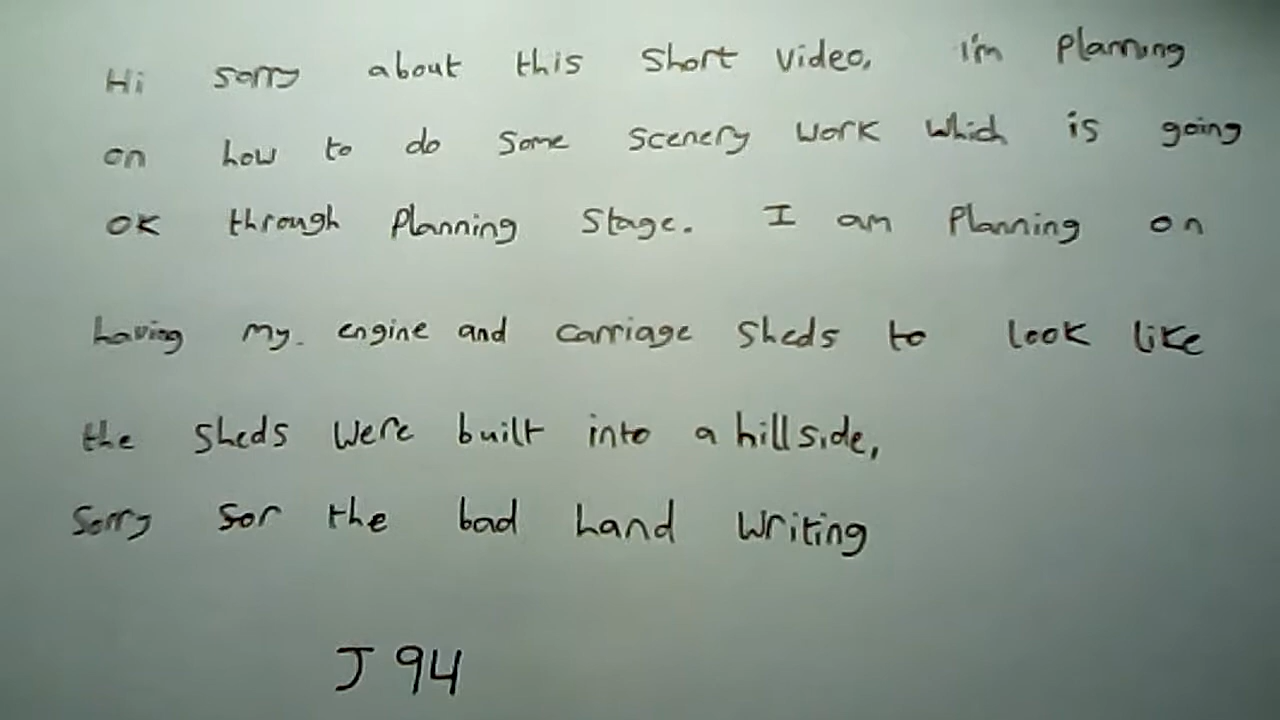 Hi sorry about this short video, I'm planning
on how to do some scenery work which is going
OK through planning stage. I am planning on
having my engine and carriage sheds to look like
the sheds were built into a hillside,
sorry for the bad hand writing
J 94